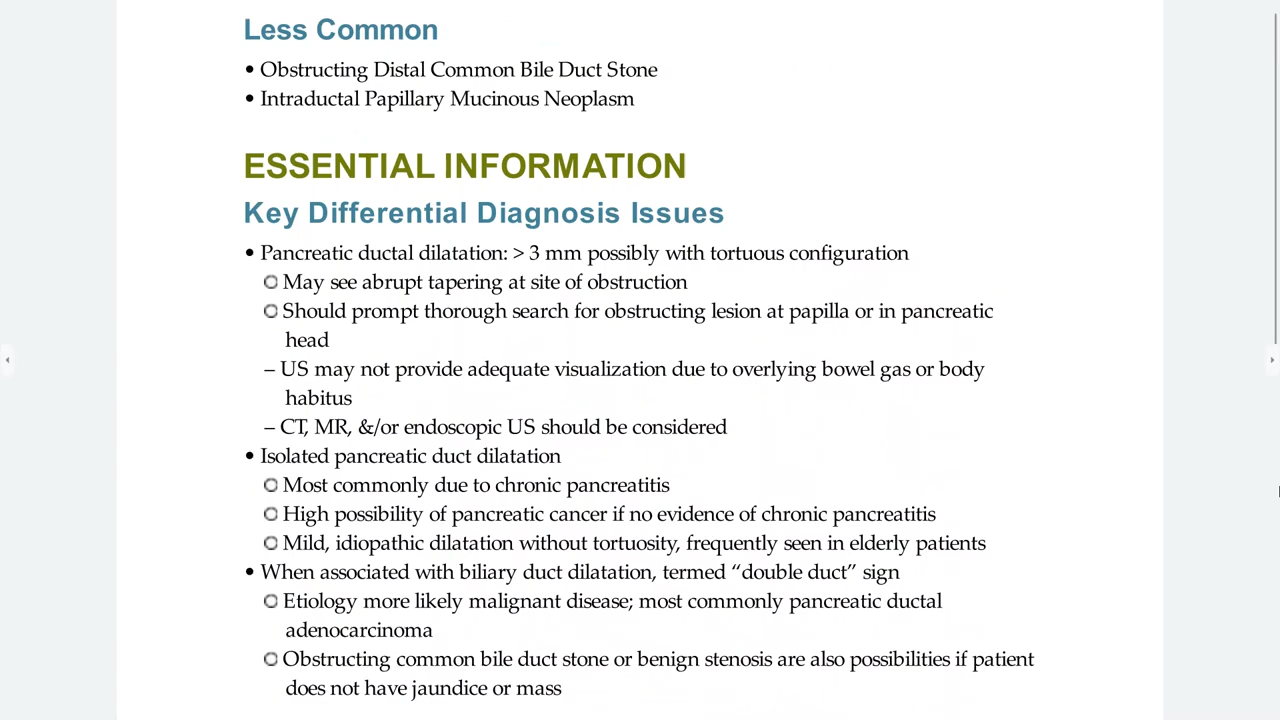 Less Common
• Obstructing Distal Common Bile Duct Stone
• Intraductal Papillary Mucinous Neoplasm
ESSENTIAL INFORMATION
Key Differential Diagnosis Issues
• Pancreatic ductal dilatation: > 3 mm possibly with tortuous configuration
○ May see abrupt tapering at site of obstruction
○ Should prompt thorough search for obstructing lesion at papilla or in pancreatic
head
– US may not provide adequate visualization due to overlying bowel gas or body
habitus
– CT, MR, &/or endoscopic US should be considered
• Isolated pancreatic duct dilatation
○ Most commonly due to chronic pancreatitis
○ High possibility of pancreatic cancer if no evidence of chronic pancreatitis
○ Mild, idiopathic dilatation without tortuosity, frequently seen in elderly patients
• When associated with biliary duct dilatation, termed “double duct” sign
○ Etiology more likely malignant disease; most commonly pancreatic ductal
adenocarcinoma
○ Obstructing common bile duct stone or benign stenosis are also possibilities if patient
does not have jaundice or mass